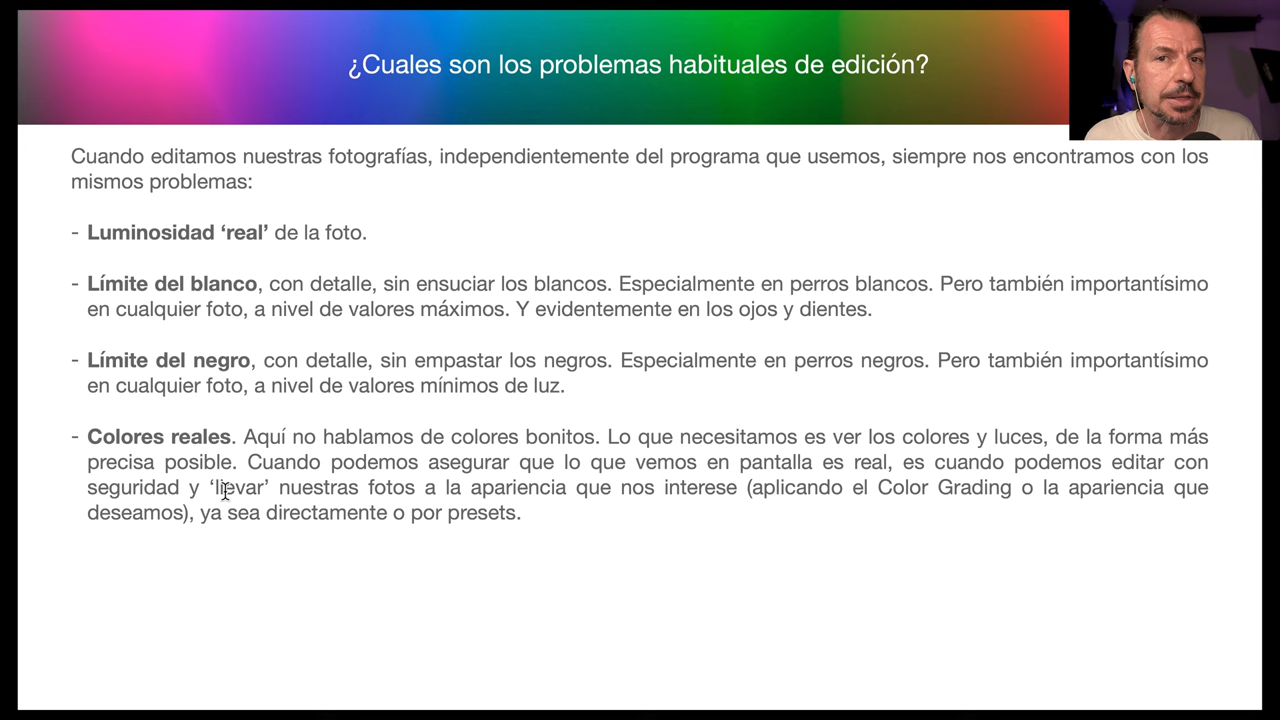 ¿Cuales son los problemas habituales de edición?
Cuando editamos nuestras fotografías, independientemente del programa que usemos, siempre nos encontramos con los
mismos problemas:
- Luminosidad ‘real’ de la foto.
- Límite del blanco, con detalle, sin ensuciar los blancos. Especialmente en perros blancos. Pero también importantísimo
en cualquier foto, a nivel de valores máximos. Y evidentemente en los ojos y dientes.
- Límite del negro, con detalle, sin empastar los negros. Especialmente en perros negros. Pero también importantísimo
en cualquier foto, a nivel de valores mínimos de luz.
- Colores reales. Aquí no hablamos de colores bonitos. Lo que necesitamos es ver los colores y luces, de la forma más
precisa posible. Cuando podemos asegurar que lo que vemos en pantalla es real, es cuando podemos editar con
seguridad y ‘llevar’ nuestras fotos a la apariencia que nos interese (aplicando el Color Grading o la apariencia que
deseamos), ya sea directamente o por presets.